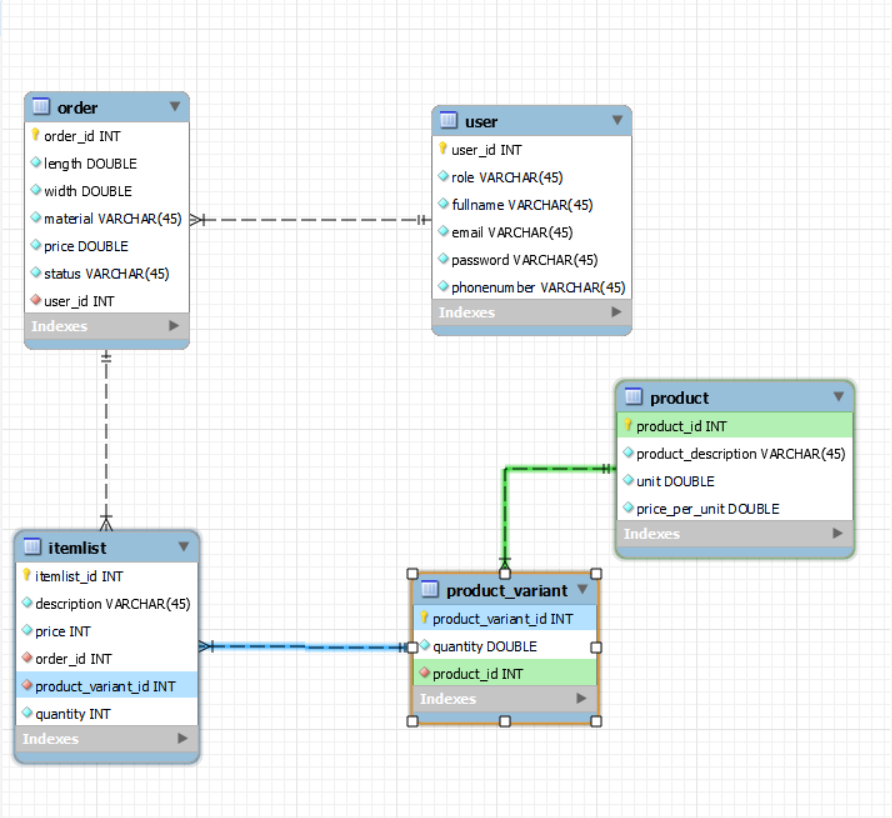 order
order_id INT
length DOUBLE
width DOUBLE
material VARCHAR(45)
price DOUBLE
status VARCHAR(45)
user_id INT
Indexes
user
user_id INT
role VARCHAR(45)
fullname VARCHAR(45)
email VARCHAR(45)
password VARCHAR(45)
phonenumber VARCHAR(45)
Indexes
product
product_id INT
product_description VARCHAR(45)
unit DOUBLE
price_per_unit DOUBLE
Indexes
itemlist
itemlist_id INT
description VARCHAR(45)
price INT
order_id INT
product_variant_id INT
quantity INT
Indexes
product_variant
product_variant_id INT
quantity DOUBLE
product_id INT
Indexes